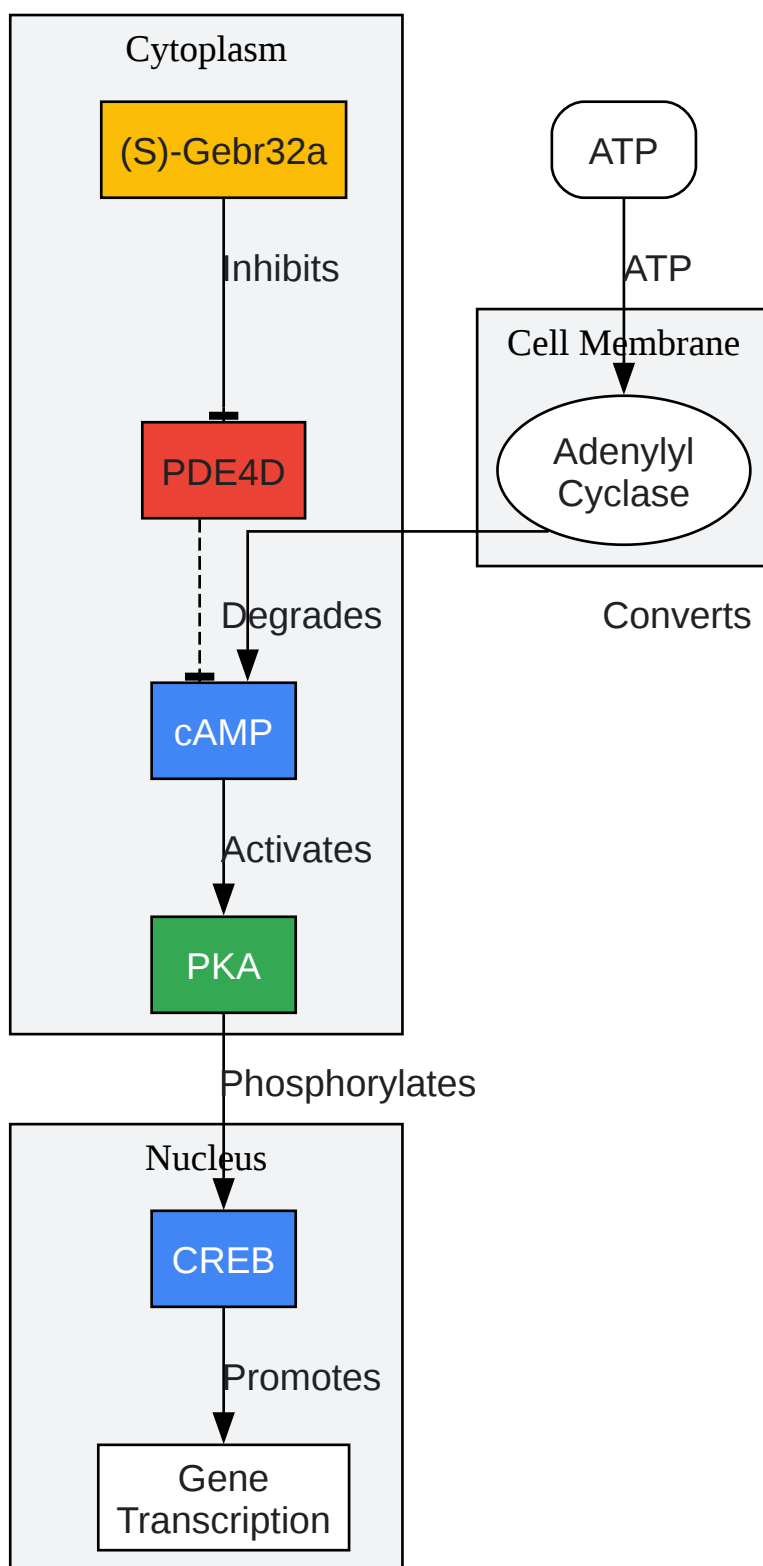 Cytoplasm
(S)-Gebr32a
ATP
Inhibits
ATP
Cell Membrane
PDE4D
Adenylyl
Cyclase
Degrades
Converts
cAMP
Activates
PKA
Phosphorylates
Nucleus
CREB
Promotes
Gene
Transcription